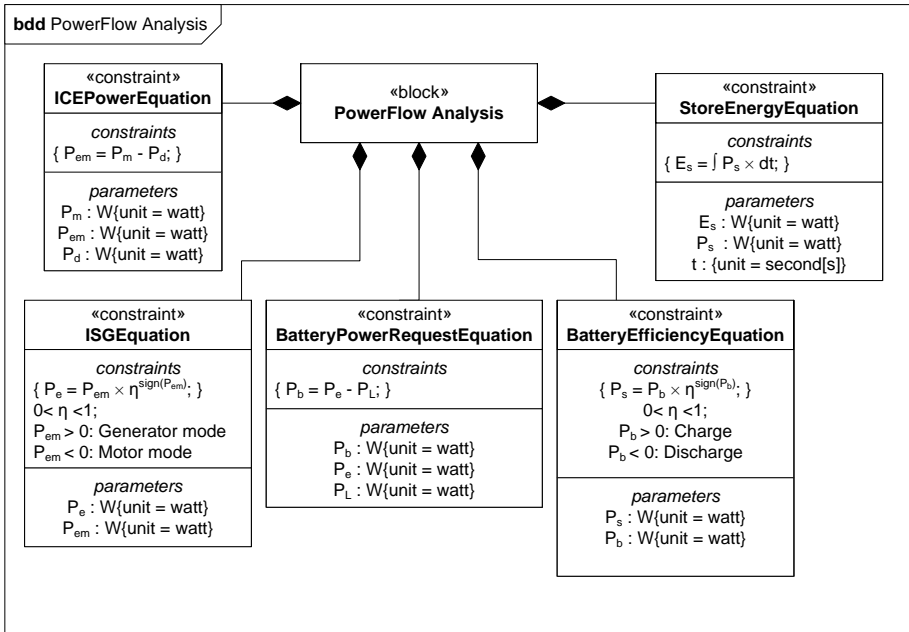 bdd PowerFlow Analysis
«constraint»
ICEPowerEquation
constraints
{ Pem = Pm - Pd; }
parameters
Pm : W{unit = watt}
Pem : W{unit = watt}
Pd : W{unit = watt}
«block»
PowerFlow Analysis
«constraint»
StoreEnergyEquation
constraints
{ Es = ∫ Ps × dt; }
parameters
Es : W{unit = watt}
Ps : W{unit = watt}
t : {unit = second[s]}
«constraint»
ISGEquation
constraints
{ Pe = Pem × η^sign(Pem); }
0< η <1;
Pem > 0: Generator mode
Pem < 0: Motor mode
parameters
Pe : W{unit = watt}
Pem : W{unit = watt}
«constraint»
BatteryPowerRequestEquation
constraints
{ Pb = Pe - PL; }
parameters
Pb : W{unit = watt}
Pe : W{unit = watt}
PL : W{unit = watt}
«constraint»
BatteryEfficiencyEquation
constraints
{ Ps = Pb × η^sign(Pb); }
0< η <1;
Pb > 0: Charge
Pb < 0: Discharge
parameters
Ps : W{unit = watt}
Pb : W{unit = watt}